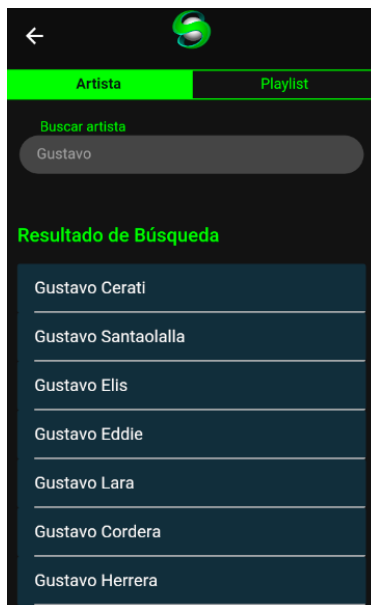 Artista
Playlist
Buscar artista
Gustavo
Resultado de Búsqueda
Gustavo Cerati
Gustavo Santaolalla
Gustavo Elis
Gustavo Eddie
Gustavo Lara
Gustavo Cordera
Gustavo Herrera